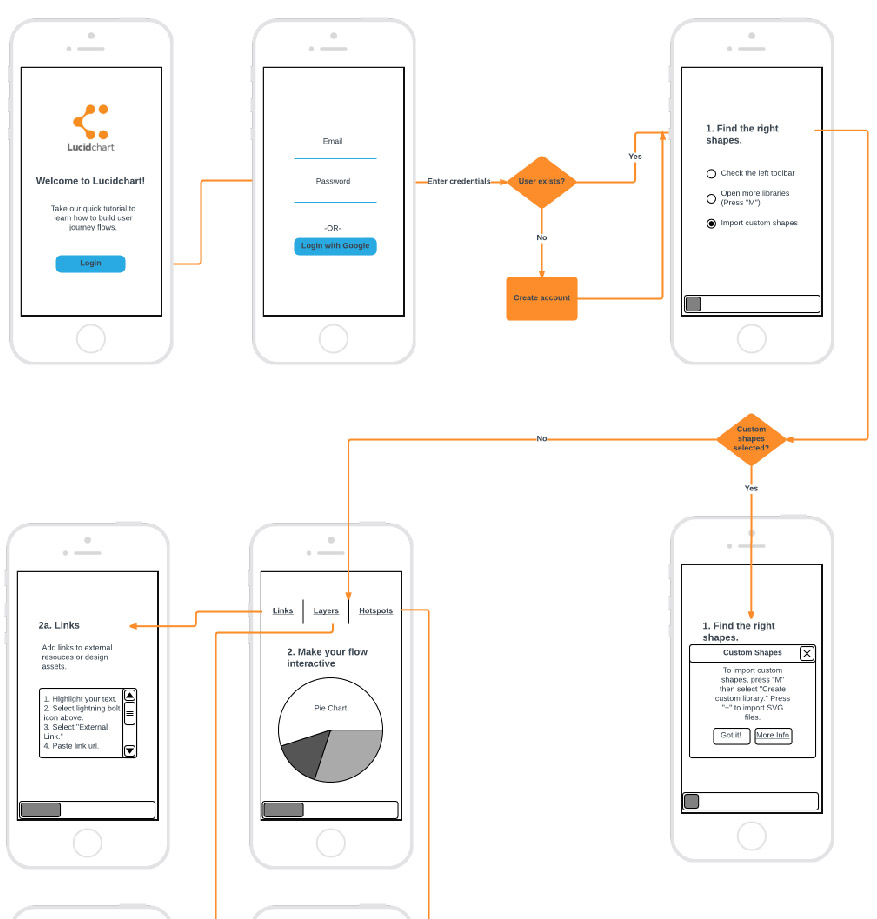 Lucidchart
Welcome to Lucidchart!
Take our quick tutorial to
learn how to build user
journey flows.
Login
Email
Password
-OR-
Login with Google
Enter credentials
User exists?
Yes
No
Create account
1. Find the right
shapes.
Check the left toolbar
Open more libraries
(Press "M")
Import custom shapes
Custom
shapes
selected?
No
Yes
2a. Links
Add links to external
resouces or design
assets.
1. Highlight your text.
2. Select lightning bolt
icon above.
3. Select "External
Link."
4. Paste link url.
Links
Layers
Hotspots
2. Make your flow
interactive
Pie Chart
1. Find the right
shapes.
Custom Shapes
X
To import custom
shapes, press "M"
then select "Create
custom library." Press
"+" to import SVG
files.
Got it!
More Info